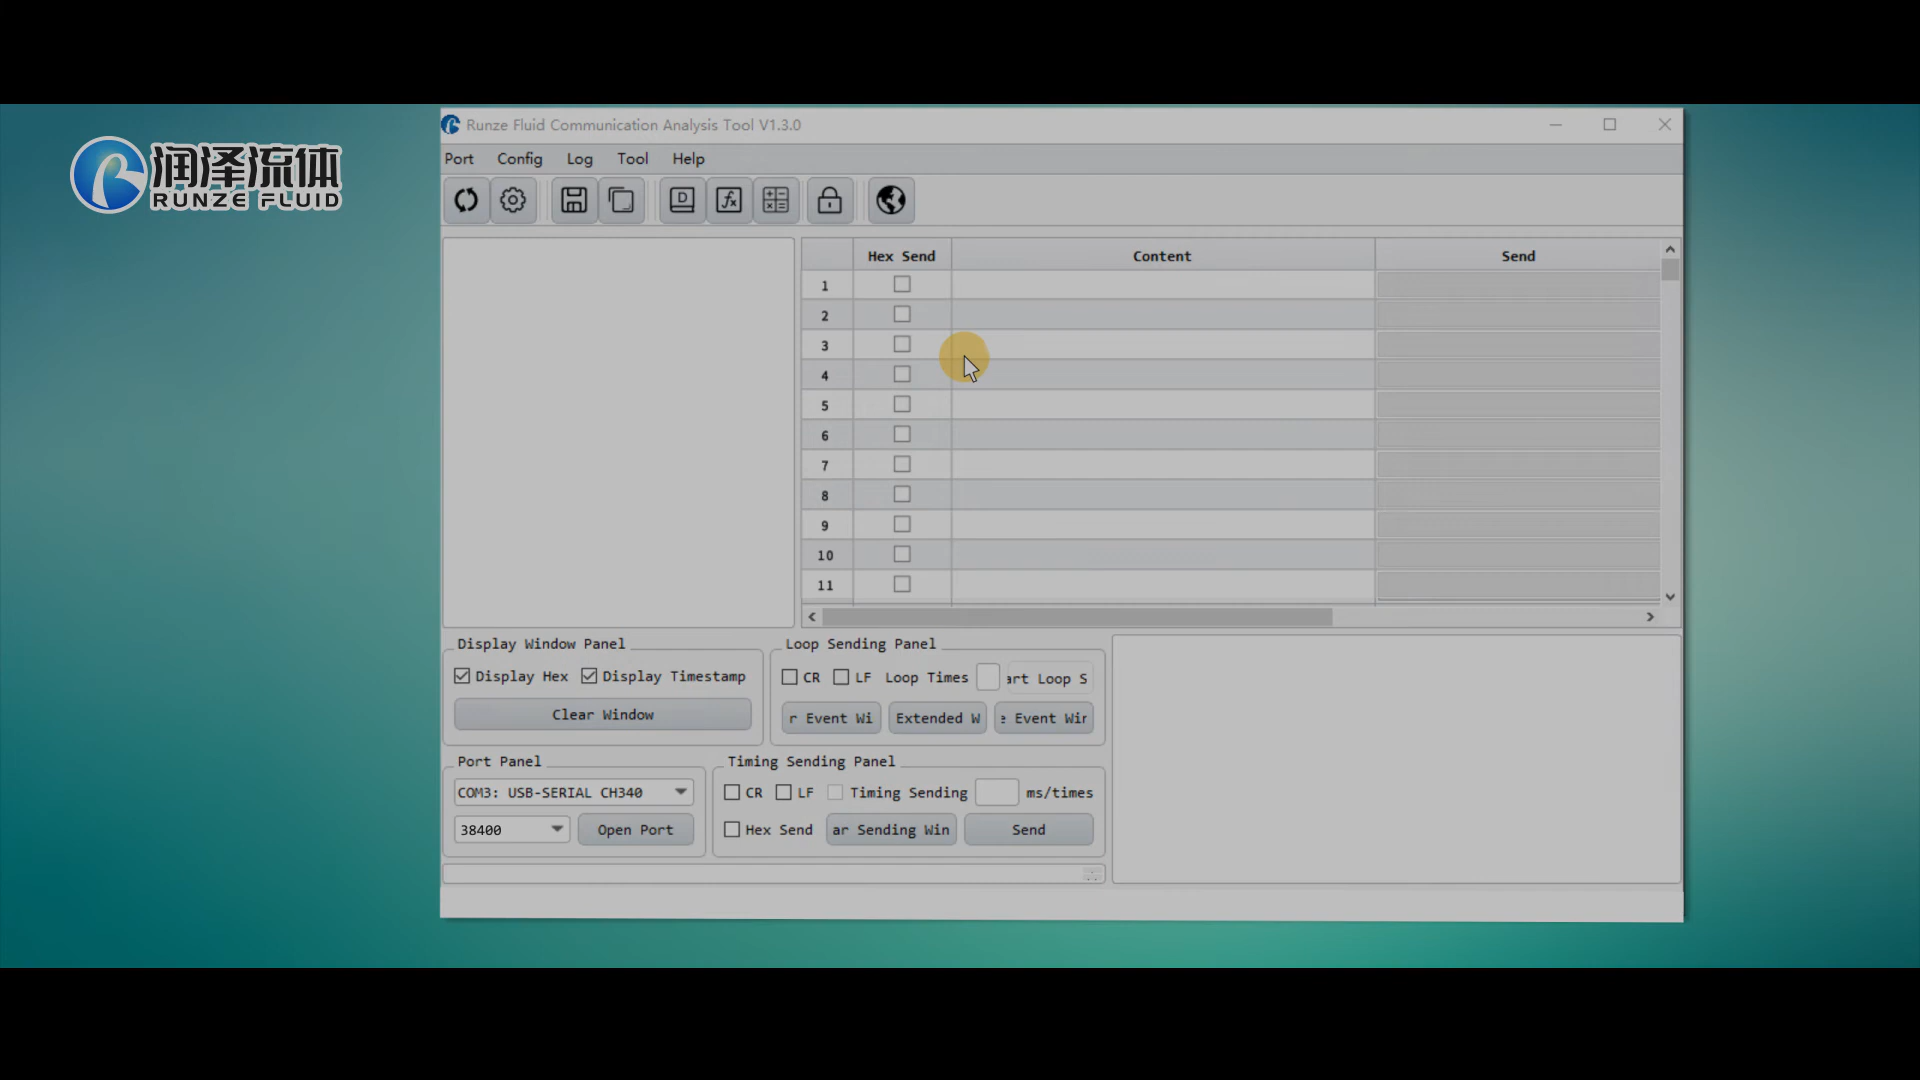 润泽流体
RUNZE FLUID
Runze Fluid Communication Analysis Tool V1.3.0
Port Config Log Tool Help
D fx
Hex Send Content Send
1
2
3
4
5
6
7
8
9
10
11
Display Window Panel
Display Hex Display Timestamp
Clear Window
Loop Sending Panel
CR LF Loop Times art Loop S
r Event Wi Extended W e Event Wir
Port Panel
COM3: USB-SERIAL CH340
38400 Open Port
Timing Sending Panel
CR LF Timing Sending ms/times
Hex Send ar Sending Win Send